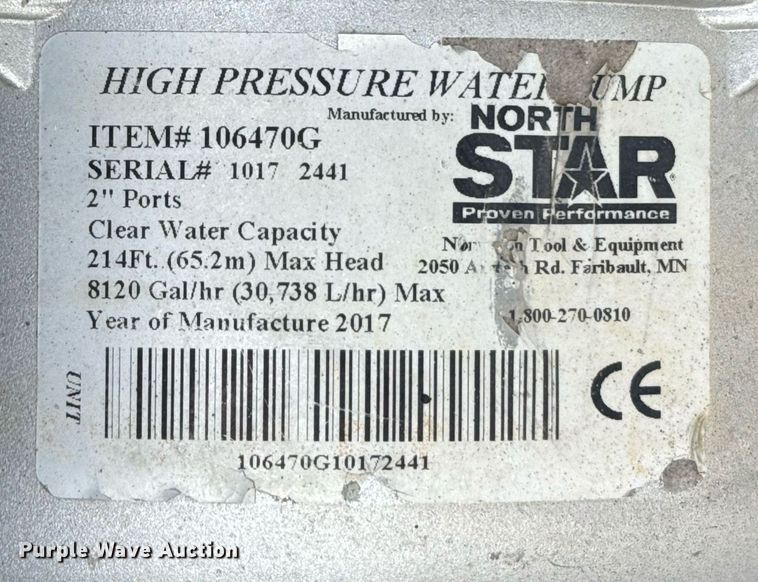 HIGH PRESSURE WATER PUMP
Manufactured by: NORTH
STAR
Proven Performance
ITEM# 106470G
SERIAL# 1017 2441
2" Ports
Clear Water Capacity
214Ft. (65.2m) Max Head
8120 Gal/hr (30,738 L/hr) Max
Year of Manufacture 2017
Tool & Equipment
2050 Rd. Faribault, MN
1-800-270-0810
UNIT
CE
106470G10172441
Purple Wave Auction